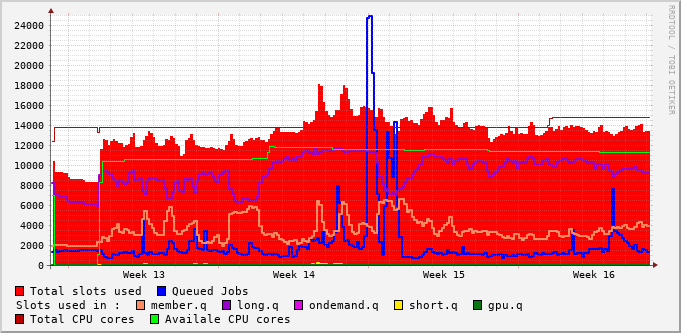 RRDTOOL / TOBI OETIKER
24000
22000
20000
18000
16000
14000
12000
10000
8000
6000
4000
2000
0
Week 13 Week 14 Week 15 Week 16
Total slots used Queued Jobs
Slots used in : member.q long.q ondemand.q short.q gpu.q
Total CPU cores Availale CPU cores